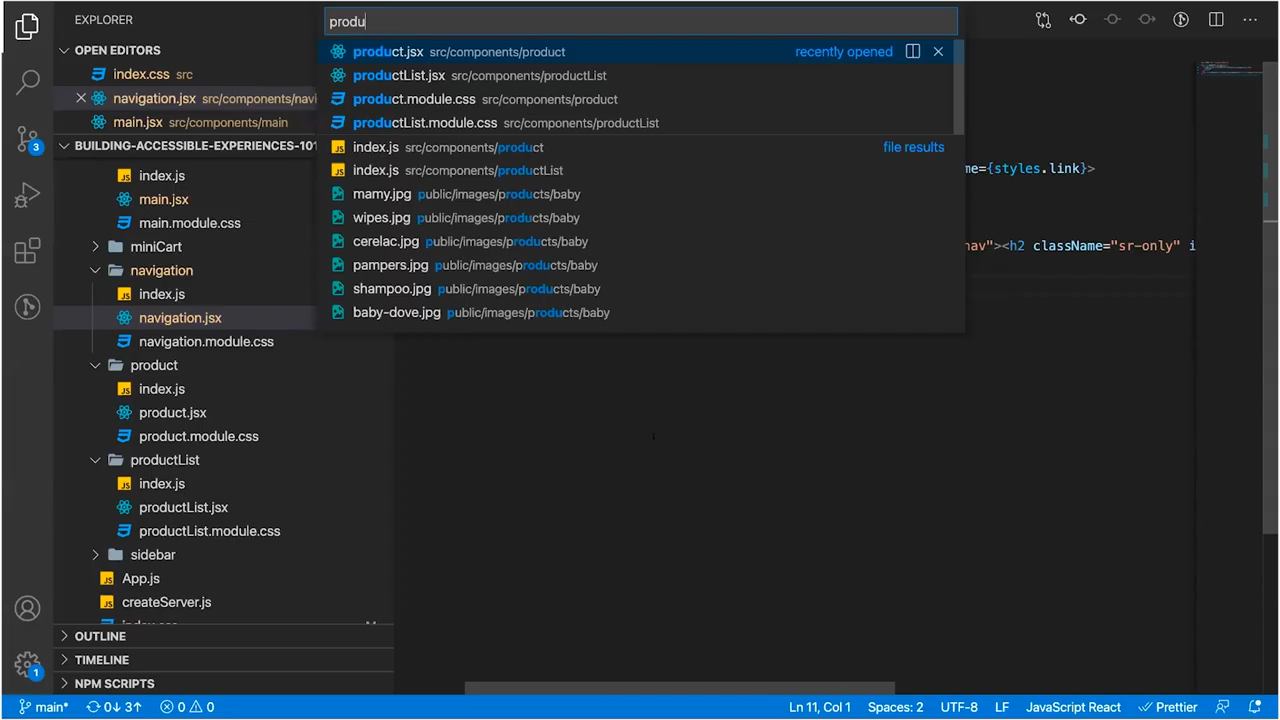 EXPLORER
OPEN EDITORS
index.css src
navigation.jsx src/components/navi
main.jsx src/components/main
BUILDING-ACCESSIBLE-EXPERIENCES-101
index.js
main.jsx
main.module.css
miniCart
navigation
index.js
navigation.jsx
navigation.module.css
product
index.js
product.jsx
product.module.css
productList
index.js
productList.jsx
productList.module.css
sidebar
App.js
createServer.js
OUTLINE
TIMELINE
NPM SCRIPTS
3
1
produ
product.jsx src/components/product recently opened
productList.jsx src/components/productList
product.module.css src/components/product
productList.module.css src/components/productList
index.js src/components/product file results
index.js src/components/productList
mamy.jpg public/images/products/baby
wipes.jpg public/images/products/baby
cerelac.jpg public/images/products/baby
pampers.jpg public/images/products/baby
shampoo.jpg public/images/products/baby
baby-dove.jpg public/images/products/baby
me={styles.link}>
nav"><h2 className="sr-only" i
main* 0↓ 3↑ 0 0 Ln 11, Col 1 Spaces: 2 UTF-8 LF JavaScript React Prettier